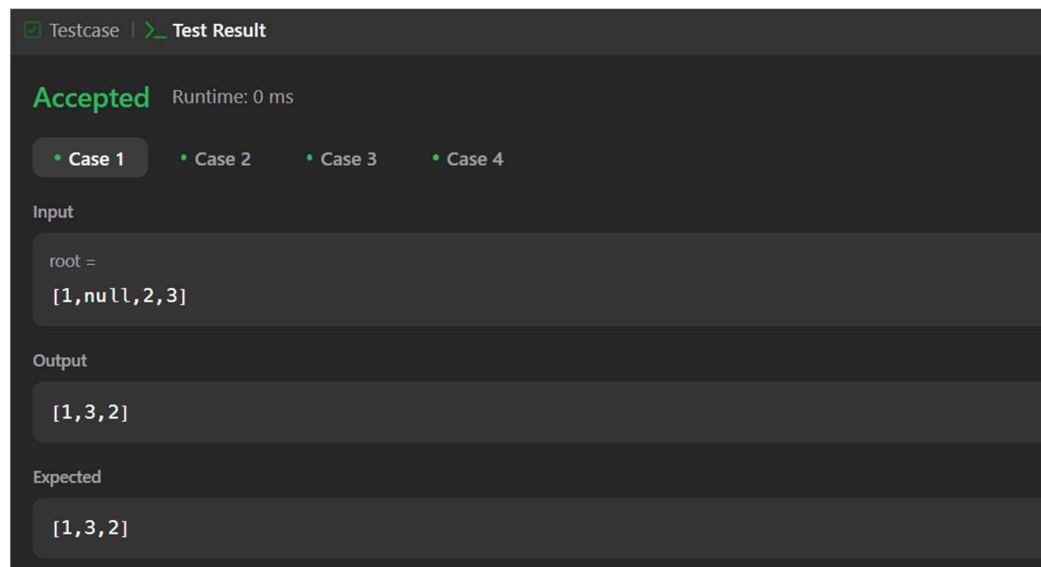 Testcase | >_ Test Result
Accepted Runtime: 0 ms
• Case 1 • Case 2 • Case 3 • Case 4
Input
root =
[1,null,2,3]
Output
[1,3,2]
Expected
[1,3,2]